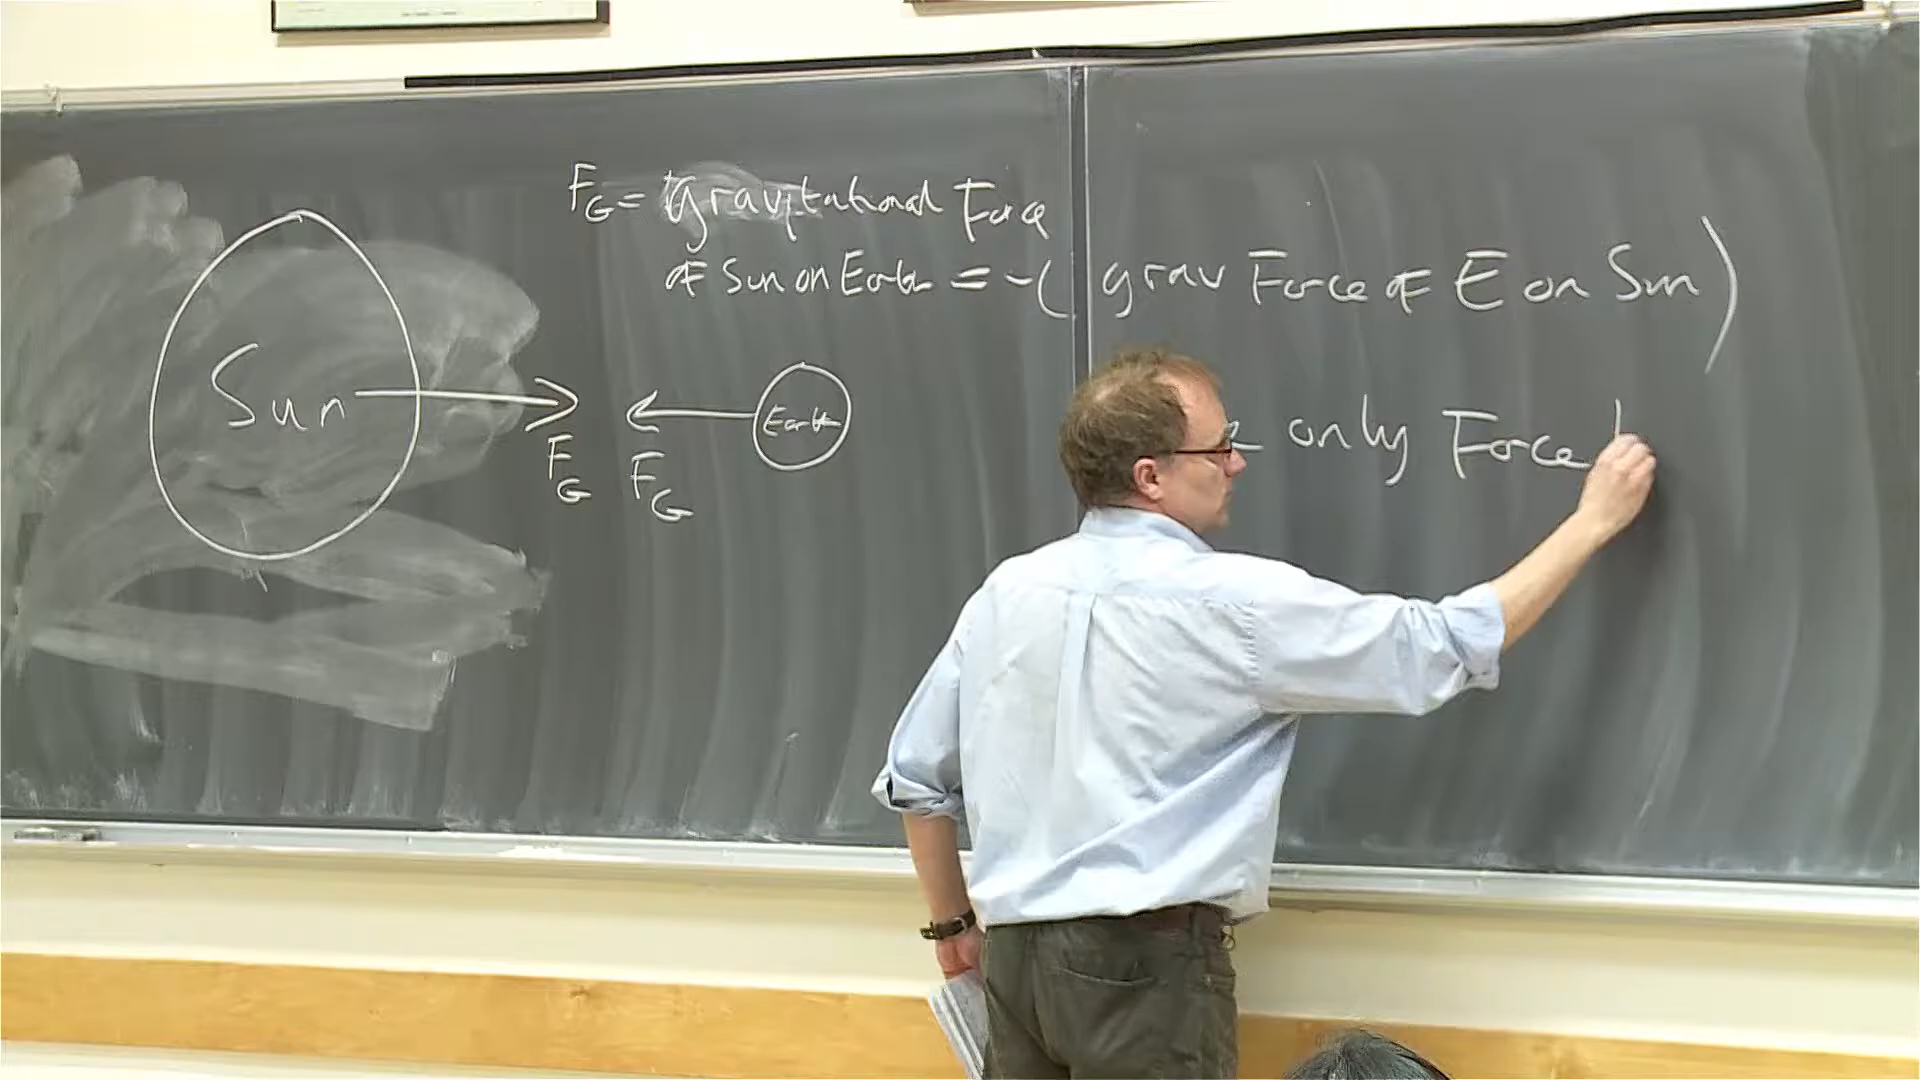 F_G = gravitational Force
of Sun on Earth = -( grav Force of E on Sun )
only Force
Sun
Earth
F_G
F_G